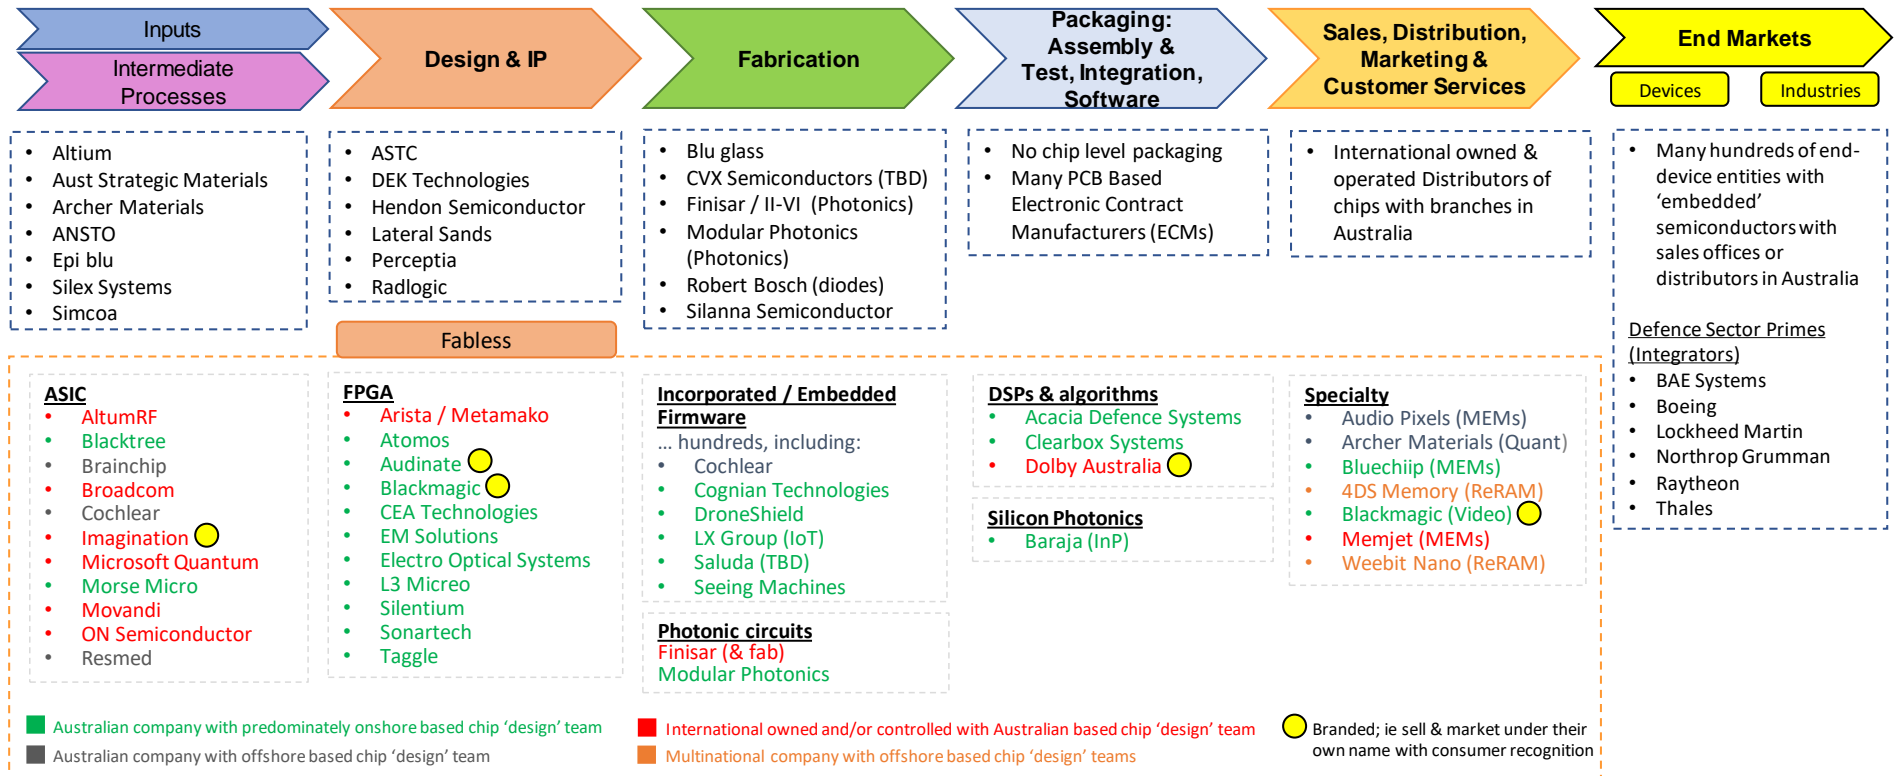 Inputs
Intermediate
Processes
Design & IP
Fabrication
Packaging:
Assembly &
Test, Integration,
Software
Sales, Distribution,
Marketing &
Customer Services
End Markets
Devices
Industries
• Altium
• Aust Strategic Materials
• Archer Materials
• ANSTO
• Epi blu
• Silex Systems
• Simcoa
• ASTC
• DEK Technologies
• Hendon Semiconductor
• Lateral Sands
• Perceptia
• Radlogic
• Blu glass
• CVX Semiconductors (TBD)
• Finisar / II-VI (Photonics)
• Modular Photonics
(Photonics)
• Robert Bosch (diodes)
• Silanna Semiconductor
• No chip level packaging
• Many PCB Based
Electronic Contract
Manufacturers (ECMs)
• International owned &
operated Distributors of
chips with branches in
Australia
• Many hundreds of end-
device entities with
‘embedded’
semiconductors with
sales offices or
distributors in Australia
Defence Sector Primes
(Integrators)
• BAE Systems
• Boeing
• Lockheed Martin
• Northrop Grumman
• Raytheon
• Thales
Fabless
ASIC
• AltumRF
• Blacktree
• Brainchip
• Broadcom
• Cochlear
• Imagination
• Microsoft Quantum
• Morse Micro
• Movandi
• ON Semiconductor
• Resmed
FPGA
• Arista / Metamako
• Atomos
• Audinate
• Blackmagic
• CEA Technologies
• EM Solutions
• Electro Optical Systems
• L3 Micreo
• Silentium
• Sonartech
• Taggle
Incorporated / Embedded
Firmware
... hundreds, including:
• Cochlear
• Cognian Technologies
• DroneShield
• LX Group (IoT)
• Saluda (TBD)
• Seeing Machines
Photonic circuits
Finisar (& fab)
Modular Photonics
DSPs & algorithms
• Acacia Defence Systems
• Clearbox Systems
• Dolby Australia
Silicon Photonics
• Baraja (InP)
Specialty
• Audio Pixels (MEMs)
• Archer Materials (Quant)
• Bluechiip (MEMs)
• 4DS Memory (ReRAM)
• Blackmagic (Video)
• Memjet (MEMs)
• Weebit Nano (ReRAM)
Australian company with predominately onshore based chip ‘design’ team
Australian company with offshore based chip ‘design’ team
International owned and/or controlled with Australian based chip ‘design’ team
Multinational company with offshore based chip ‘design’ teams
Branded; ie sell & market under their
own name with consumer recognition